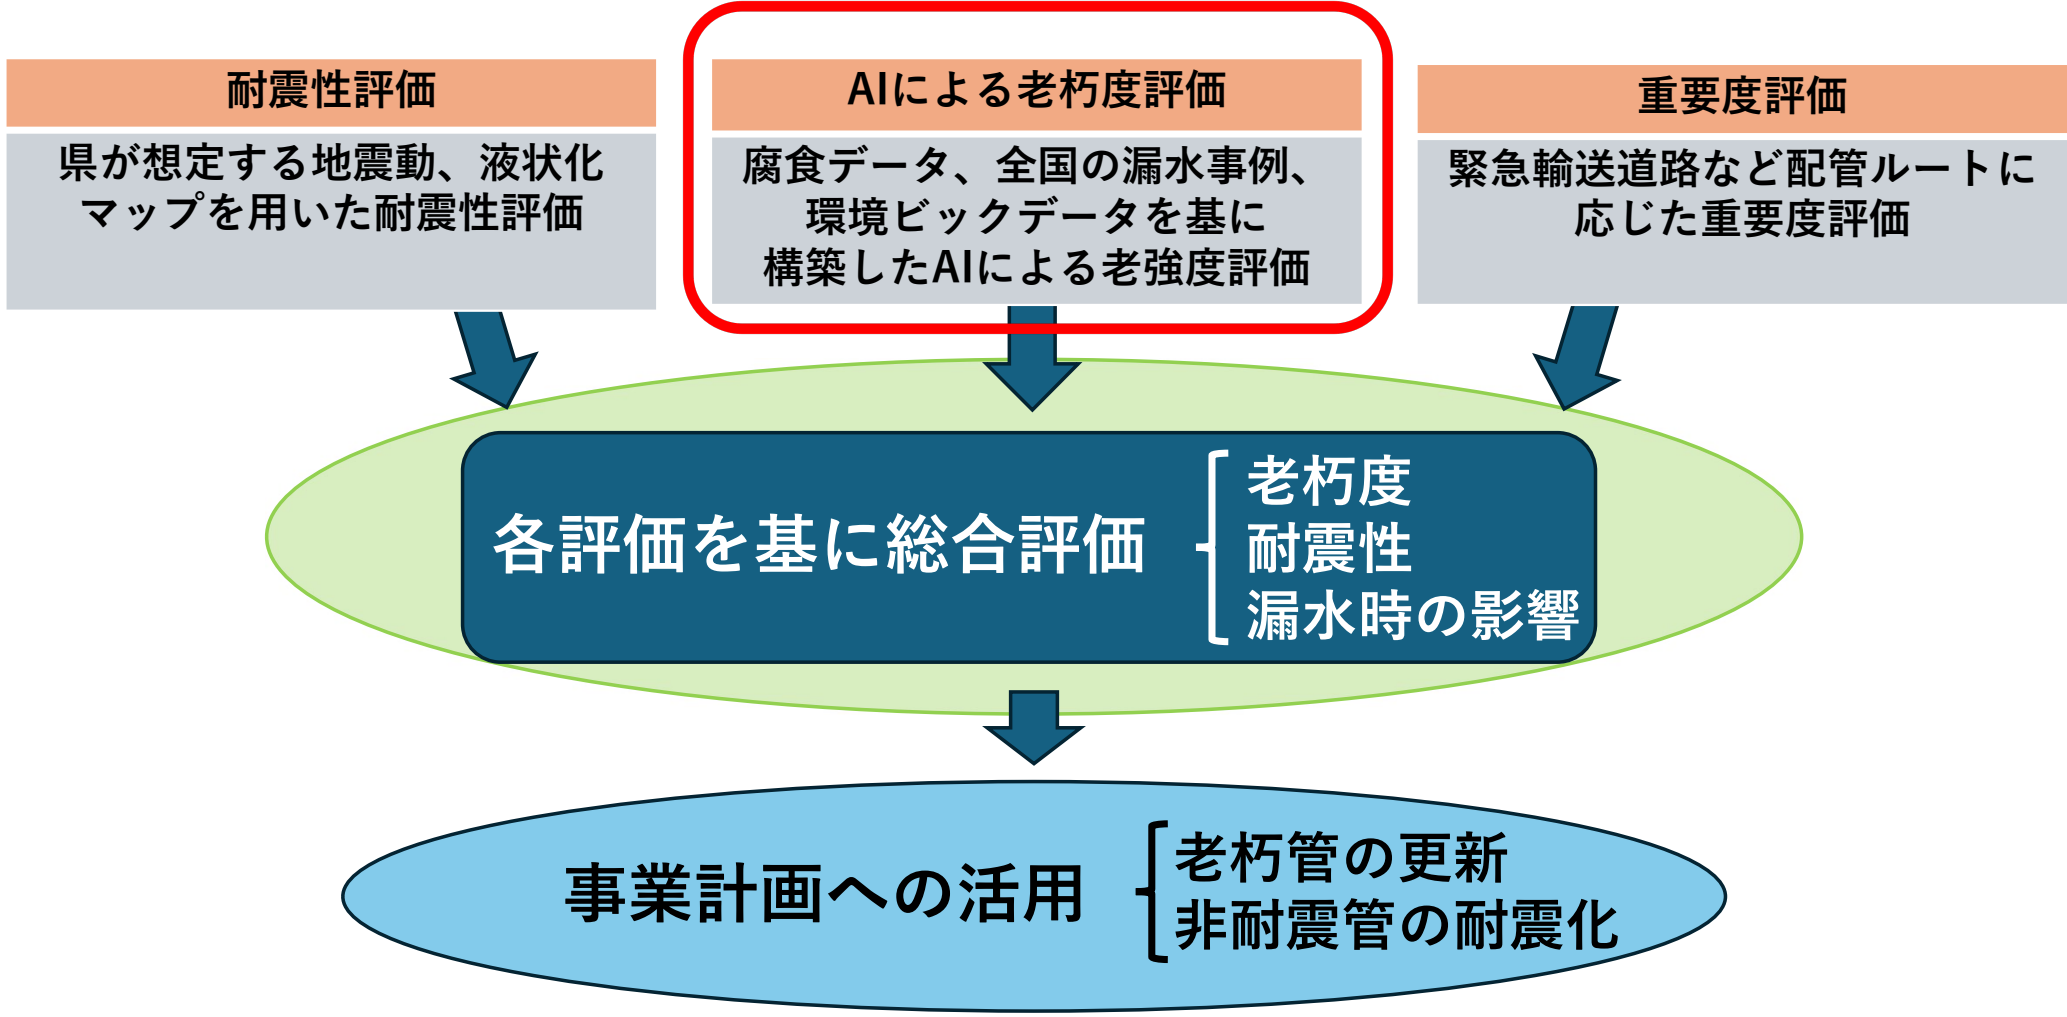 耐震性評価
県が想定する地震動、液状化
マップを用いた耐震性評価
AIによる老朽度評価
腐食データ、全国の漏水事例、
環境ビックデータを基に
構築したAIによる老強度評価
重要度評価
緊急輸送道路など配管ルートに
応じた重要度評価
各評価を基に総合評価
老朽度
耐震性
漏水時の影響
事業計画への活用
老朽管の更新
非耐震管の耐震化